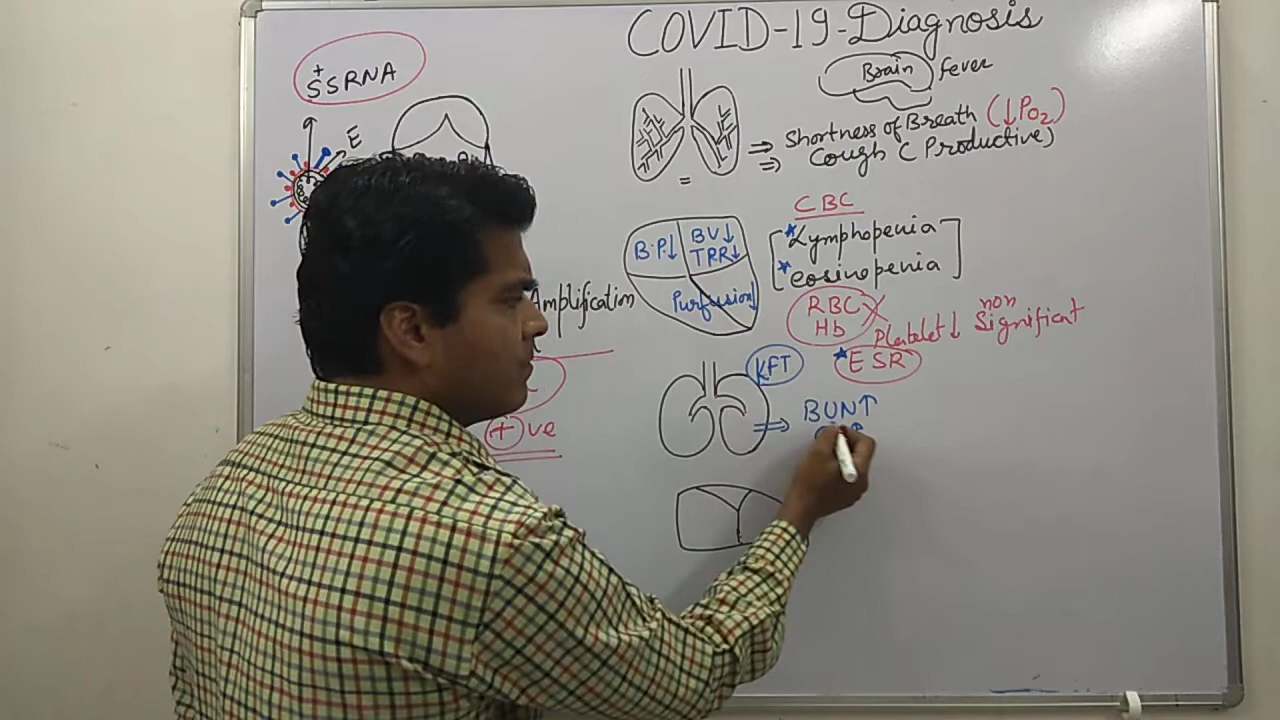 COVID-19-Diagnosis
+
SSRNA
E
Brain fever
Shortness of Breath (↓PO2)
Cough (Productive)
CBC
B.P↓
BV↓
TRR↓
Purfusion↓
*Lymphopenia
*eosinopenia
RBC
Hb
Platelet↓ non Significant
*ESR
Amplification
+ve
KFT
BUN↑